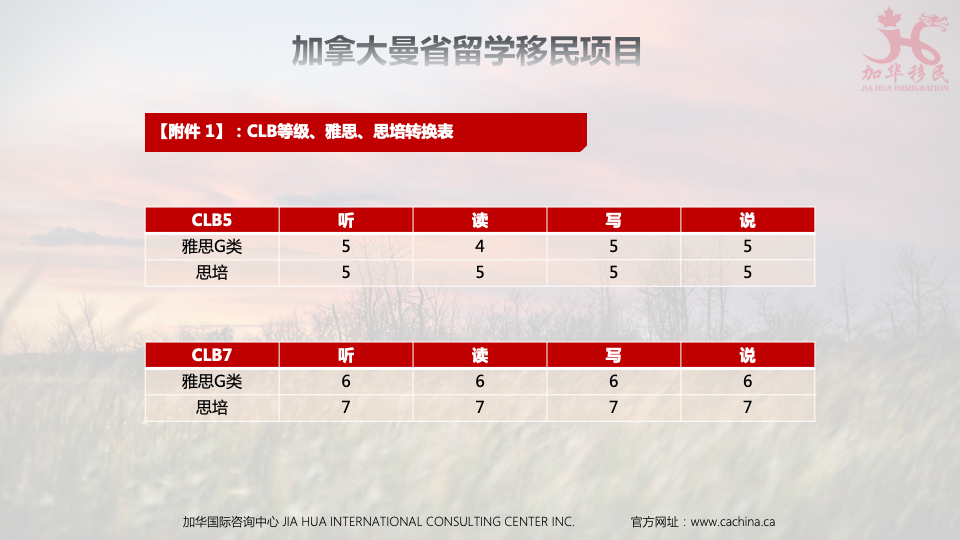 加拿大曼省留学移民项目
加华移民
JIA HUA IMMIGRATION
【附件 1】：CLB等级、雅思、思培转换表
CLB5 听 读 写 说
雅思G类 5 4 5 5
思培 5 5 5 5
CLB7 听 读 写 说
雅思G类 6 6 6 6
思培 7 7 7 7
加华国际咨询中心 JIA HUA INTERNATIONAL CONSULTING CENTER INC. 官方网址：www.cachina.ca